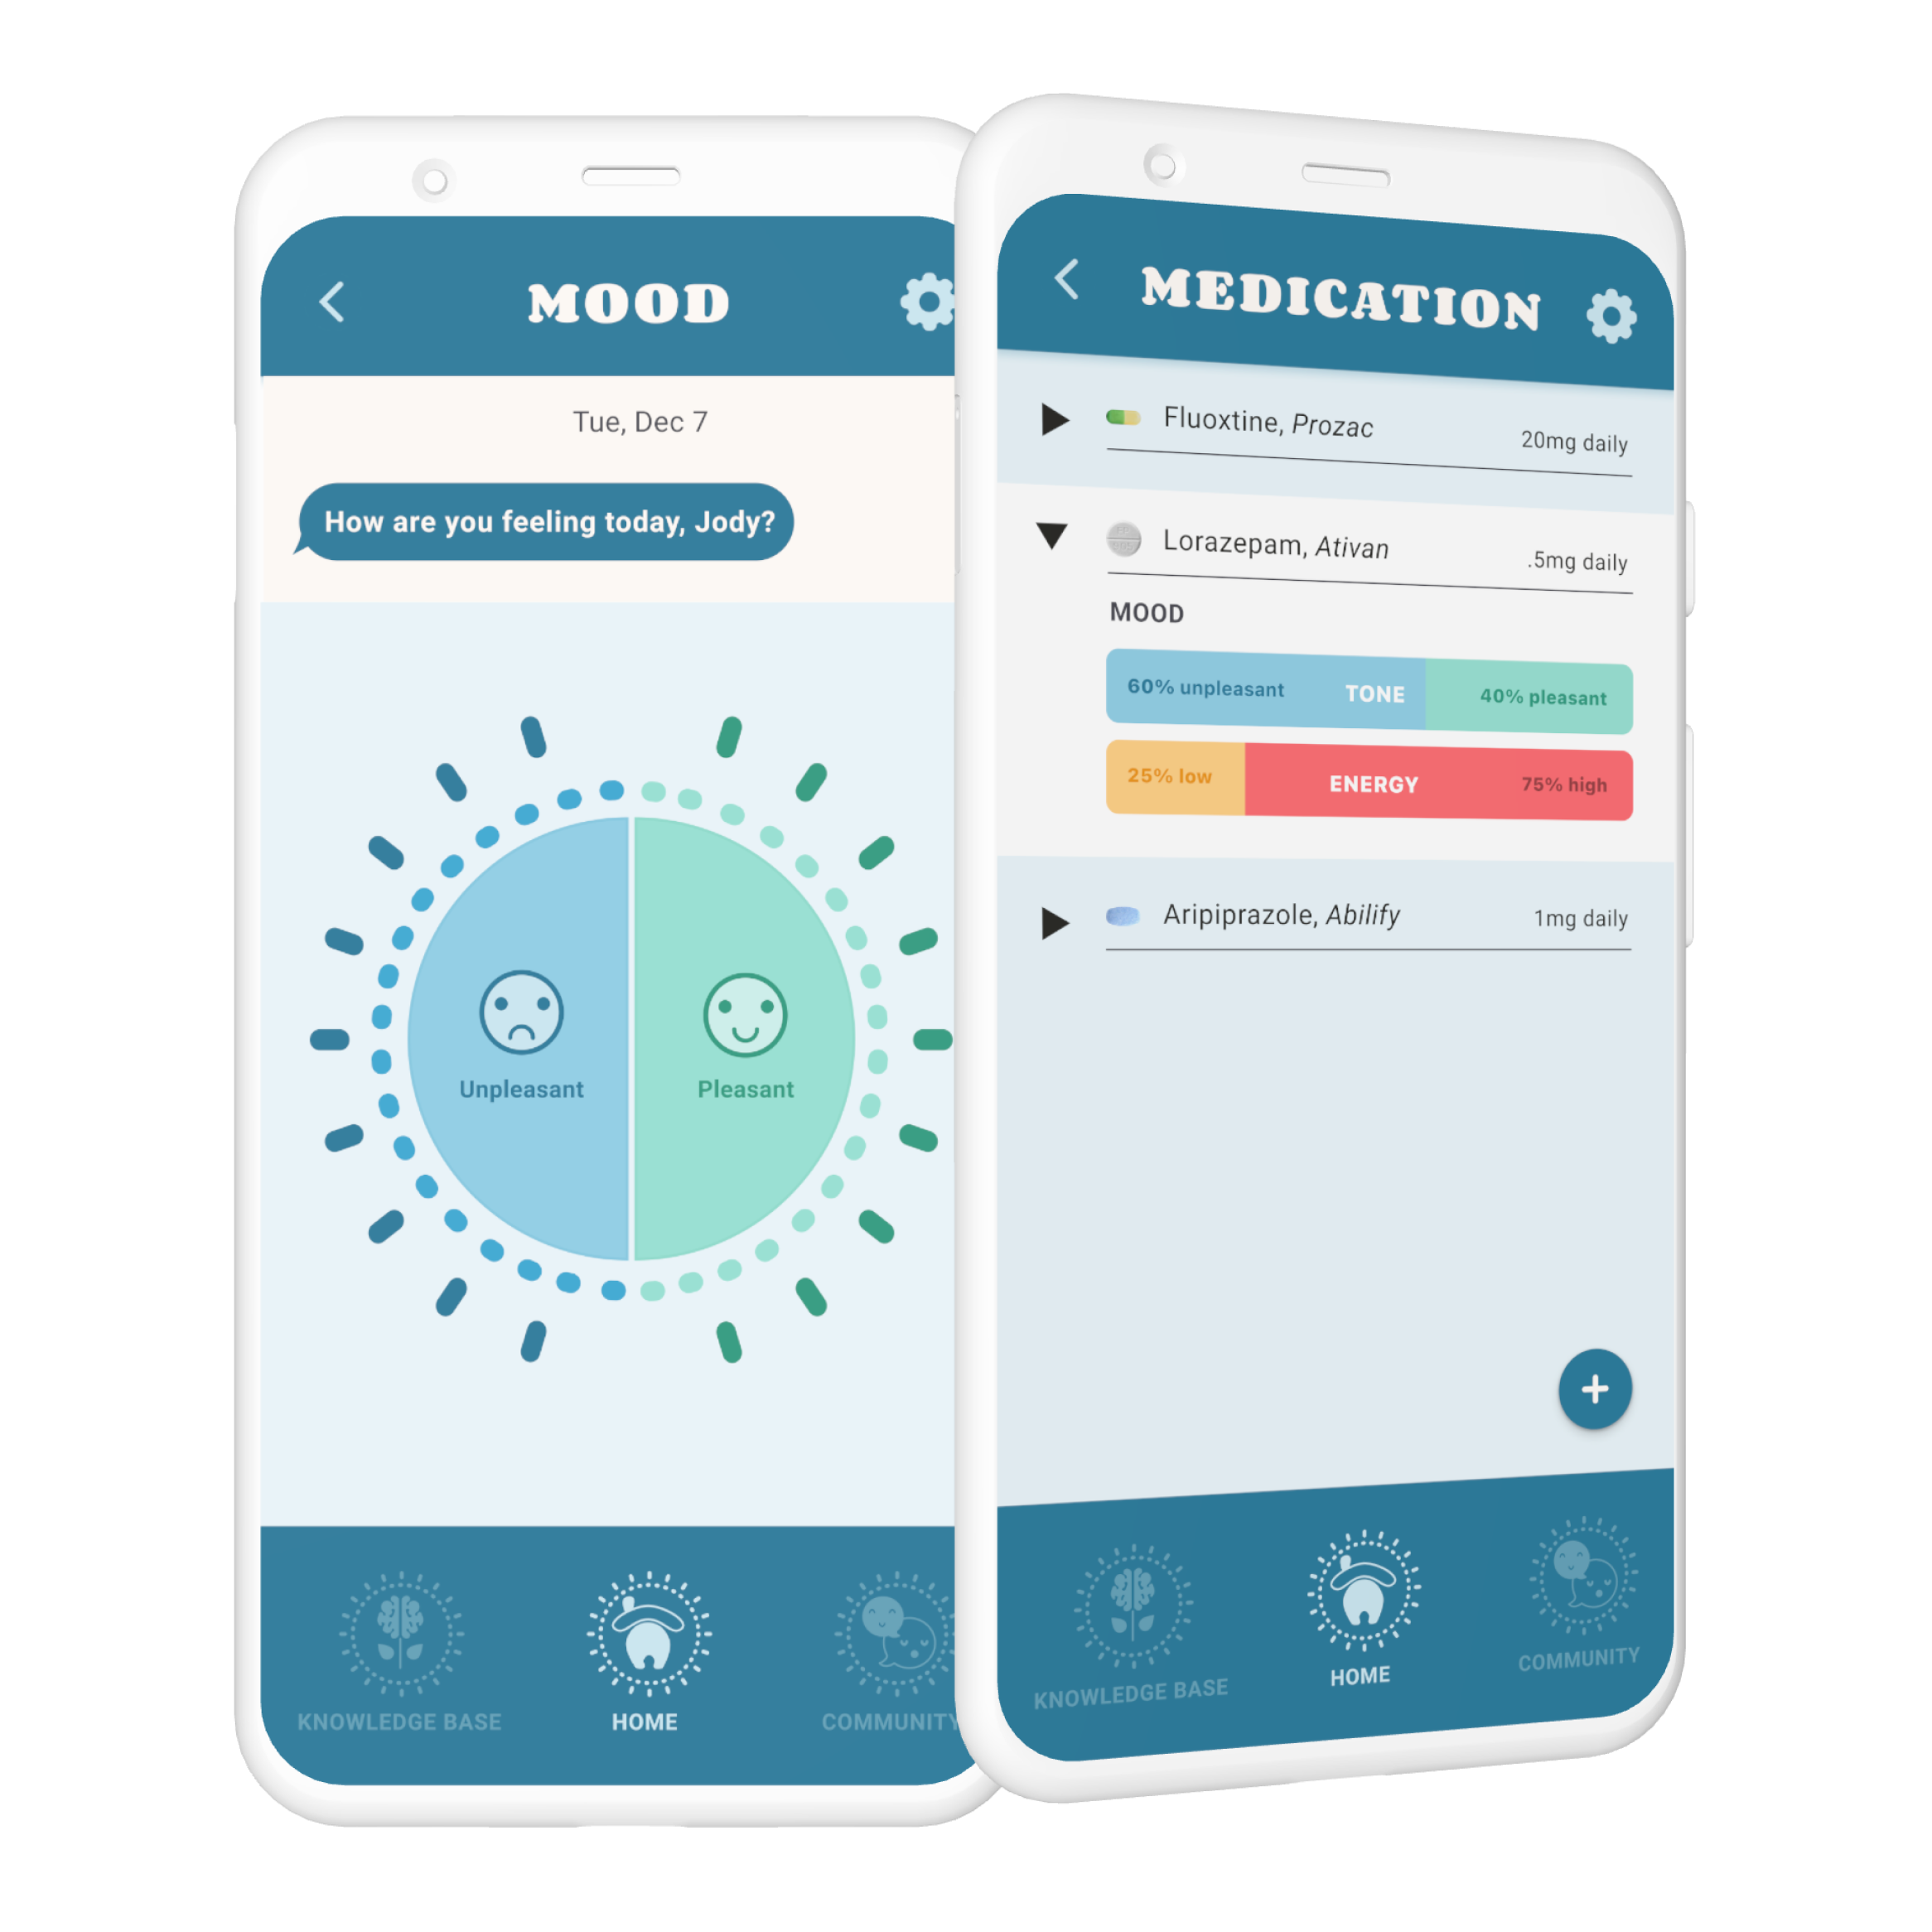 MOOD
Tue, Dec 7
How are you feeling today, Jody?
Unpleasant
Pleasant
KNOWLEDGE BASE
HOME
COMMUNITY
MEDICATION
Fluoxtine, Prozac
20mg daily
Lorazepam, Ativan
.5mg daily
MOOD
60% unpleasant TONE 40% pleasant
25% low ENERGY 75% high
Aripiprazole, Abilify
1mg daily
+
KNOWLEDGE BASE
HOME
COMMUNITY